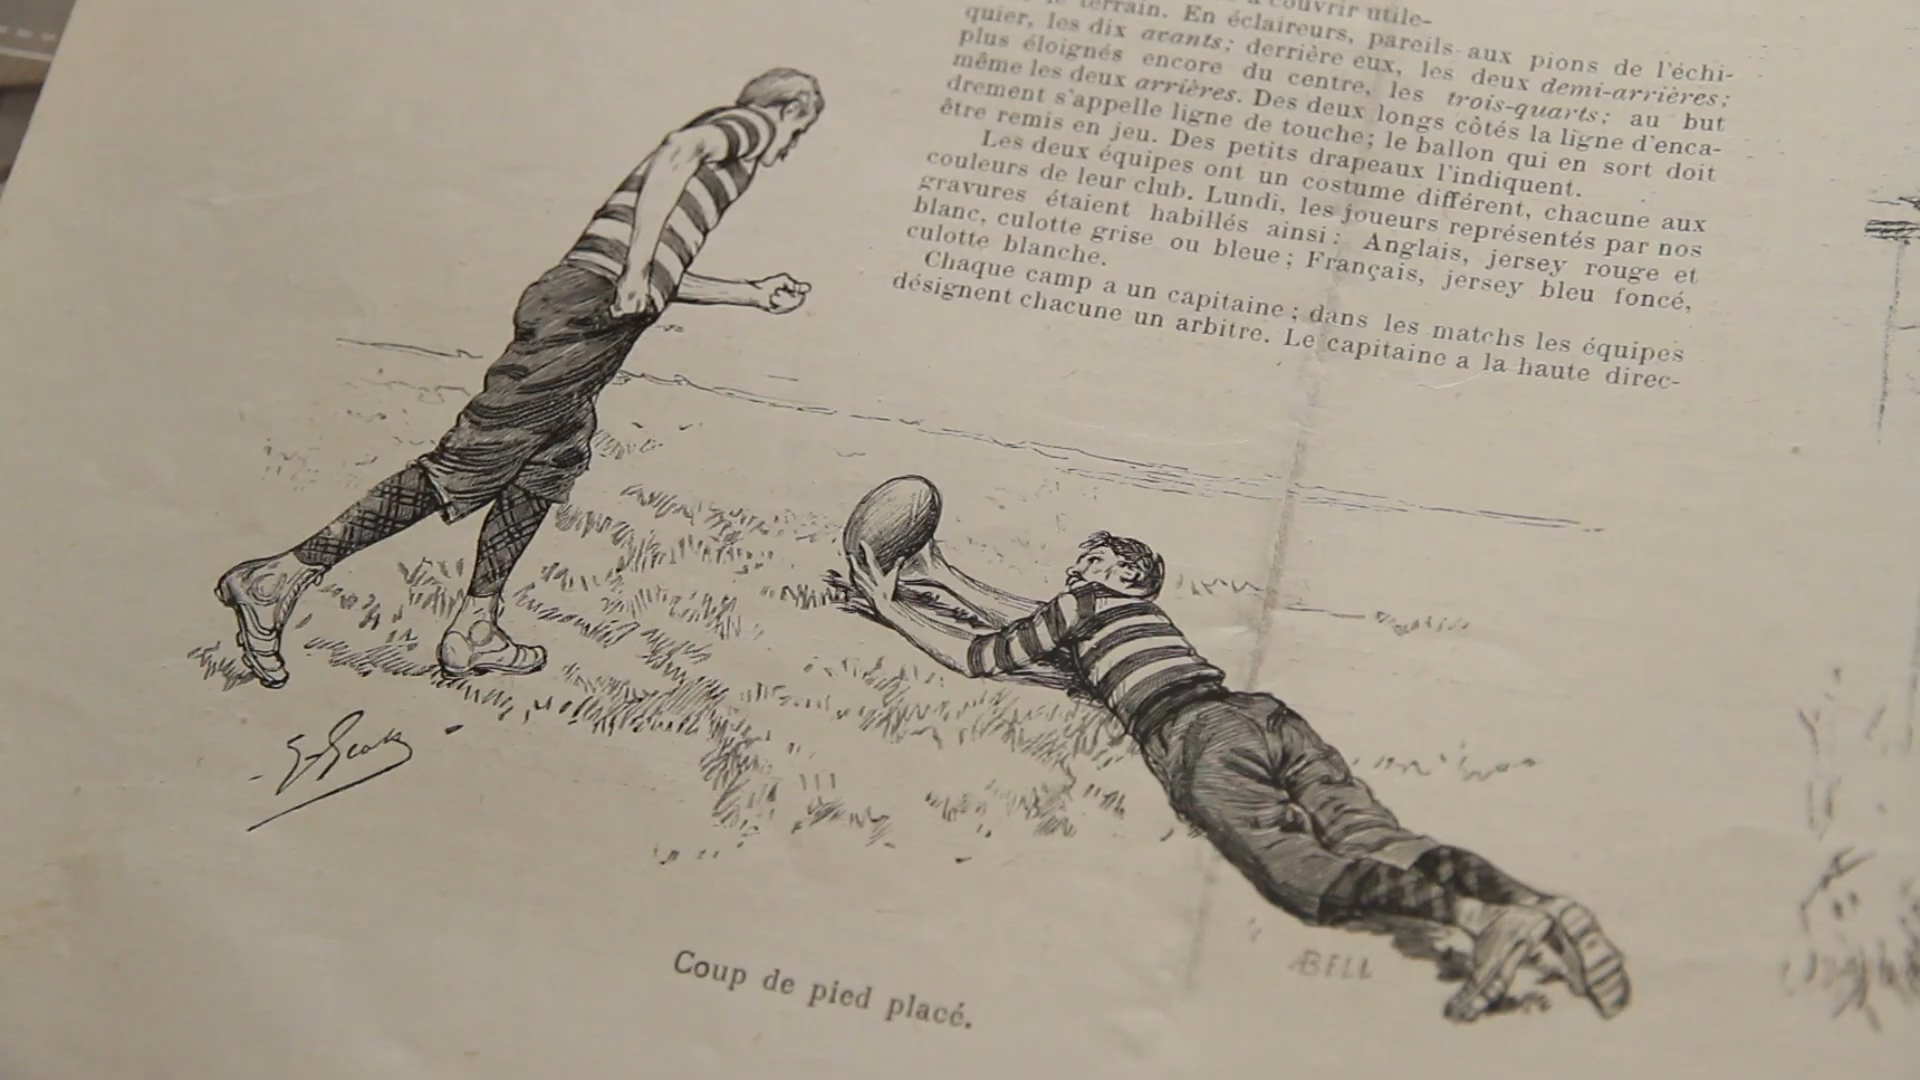 couvrir utile-
terrain. En éclaireurs, pareils aux pions de l'échi-
quier, les dix avants; derrière eux, les deux demi-arrières;
plus éloignés encore du centre, les trois-quarts; au but
même les deux arrières. Des deux longs côtés la ligne d'enca-
drement s'appelle ligne de touche; le ballon qui en sort doit
être remis en jeu. Des petits drapeaux l'indiquent.
Les deux équipes ont un costume différent, chacune aux
couleurs de leur club. Lundi, les joueurs représentés par nos
gravures étaient habillés ainsi: Anglais, jersey rouge et
blanc, culotte grise ou bleue; Français, jersey bleu foncé,
culotte blanche.
Chaque camp a un capitaine; dans les matchs les équipes
désignent chacune un arbitre. Le capitaine a la haute direc-
BILL
Coup de pied placé.